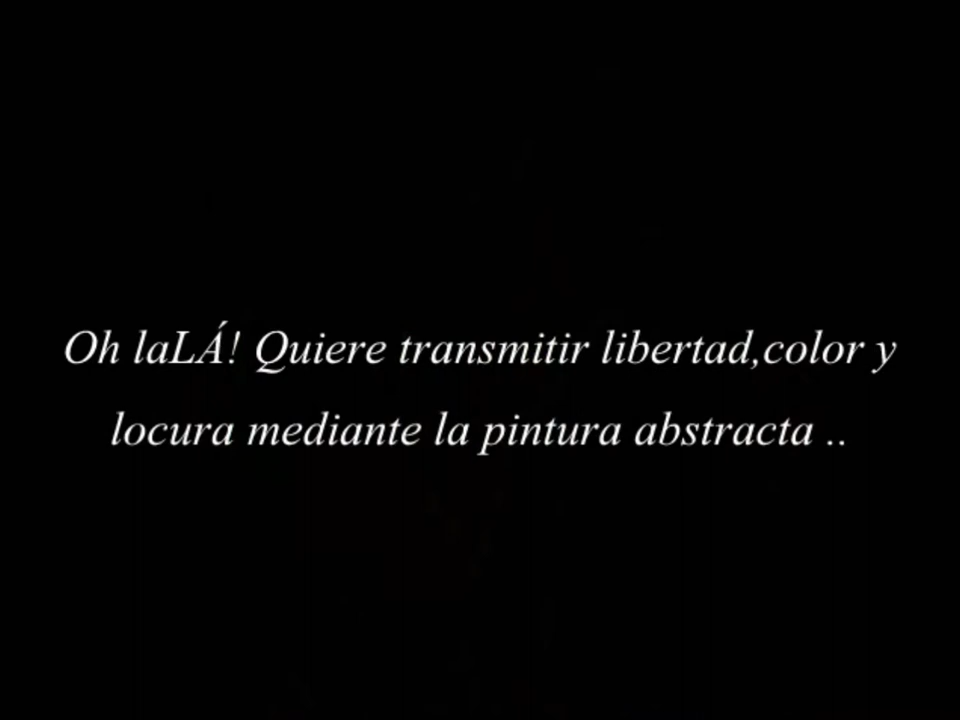 Oh laLÁ! Quiere transmitir libertad,color y
locura mediante la pintura abstracta ..